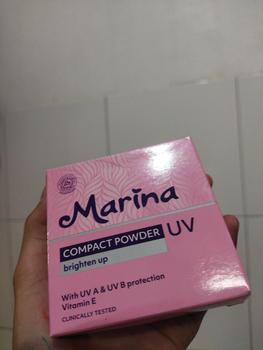 Marina
COMPACT POWDER UV
brighten up
With UV A & UV B protection
Vitamin E
CLINICALLY TESTED